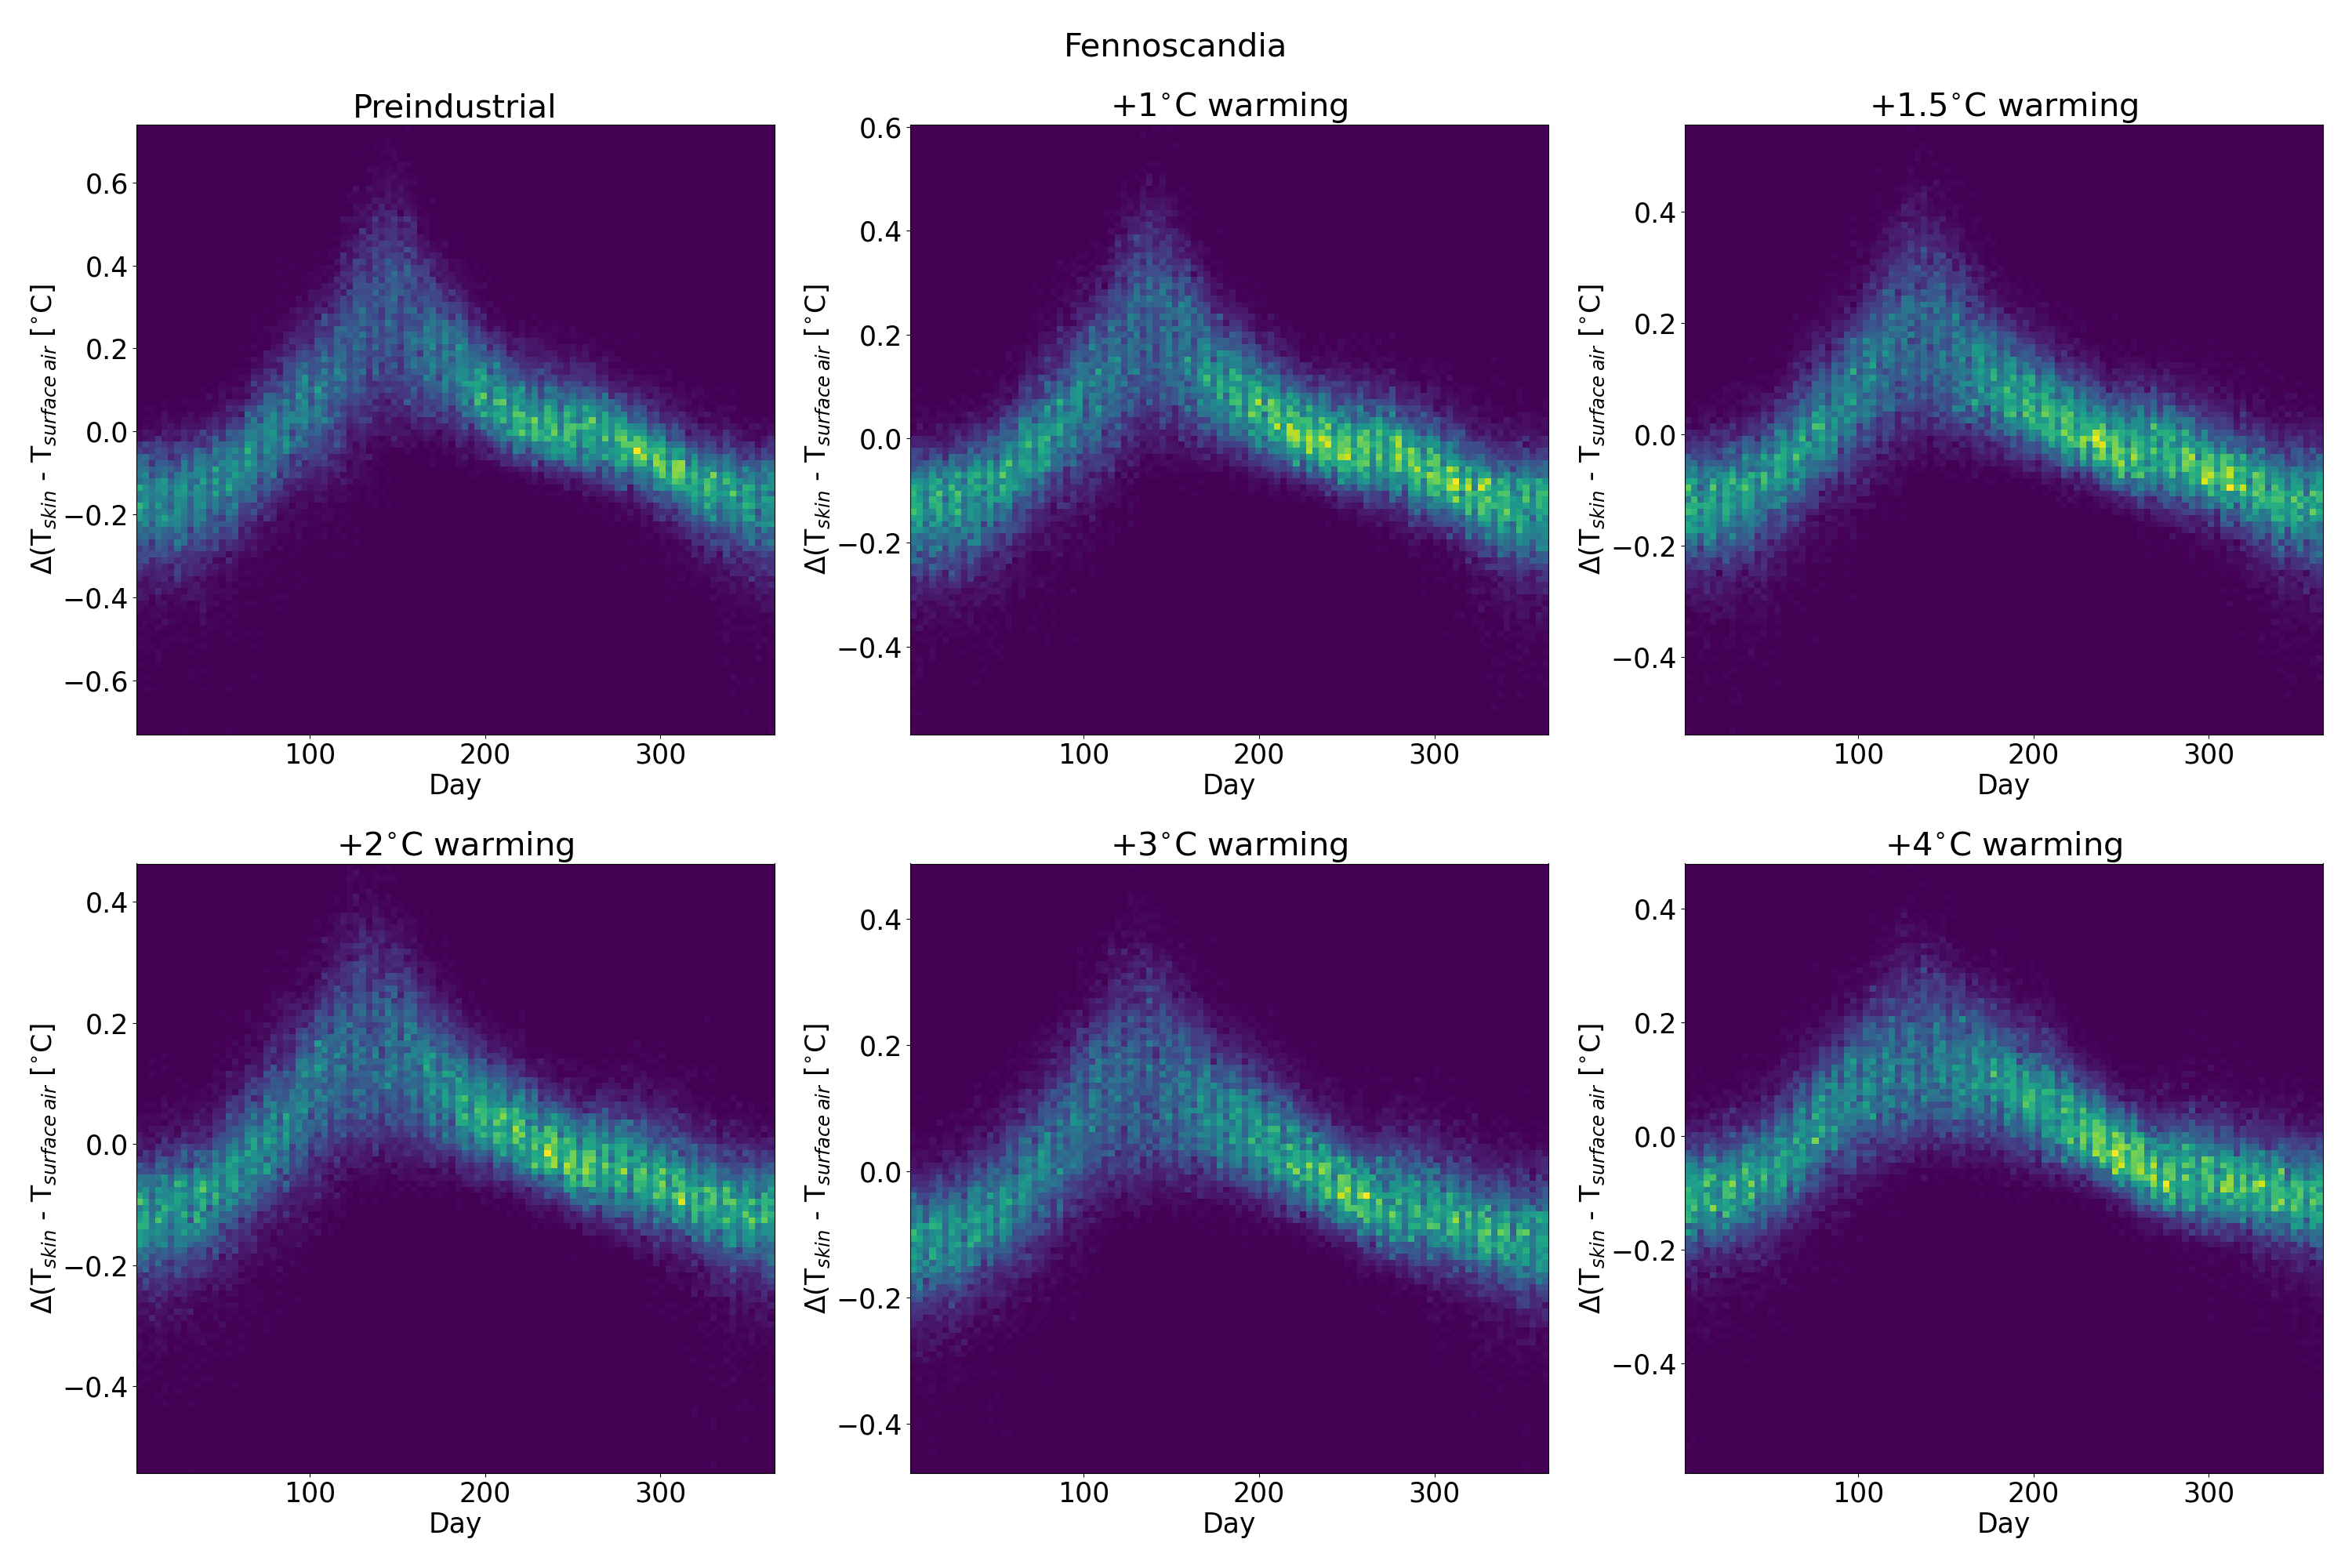 Fennoscandia
Preindustrial
0.6
0.4
0.2
0.0
−0.2
−0.4
−0.6
Δ(T_skin - T_surface air [°C]
100 200 300
Day
+1°C warming
0.6
0.4
0.2
0.0
−0.2
−0.4
Δ(T_skin - T_surface air [°C]
100 200 300
Day
+1.5°C warming
0.4
0.2
0.0
−0.2
−0.4
Δ(T_skin - T_surface air [°C]
100 200 300
Day
+2°C warming
0.4
0.2
0.0
−0.2
−0.4
Δ(T_skin - T_surface air [°C]
100 200 300
Day
+3°C warming
0.4
0.2
0.0
−0.2
−0.4
Δ(T_skin - T_surface air [°C]
100 200 300
Day
+4°C warming
0.4
0.2
0.0
−0.2
−0.4
Δ(T_skin - T_surface air [°C]
100 200 300
Day